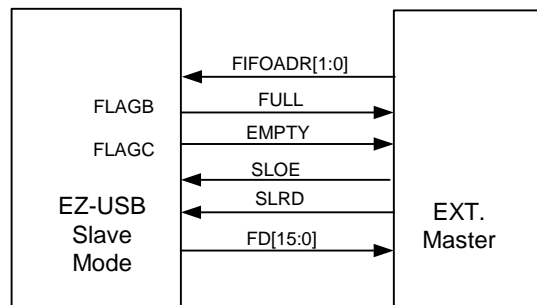 FIFOADR[1:0]
FLAGB
FULL
FLAGC
EMPTY
SLOE
SLRD
FD[15:0]
EZ-USB
Slave
Mode
EXT.
Master